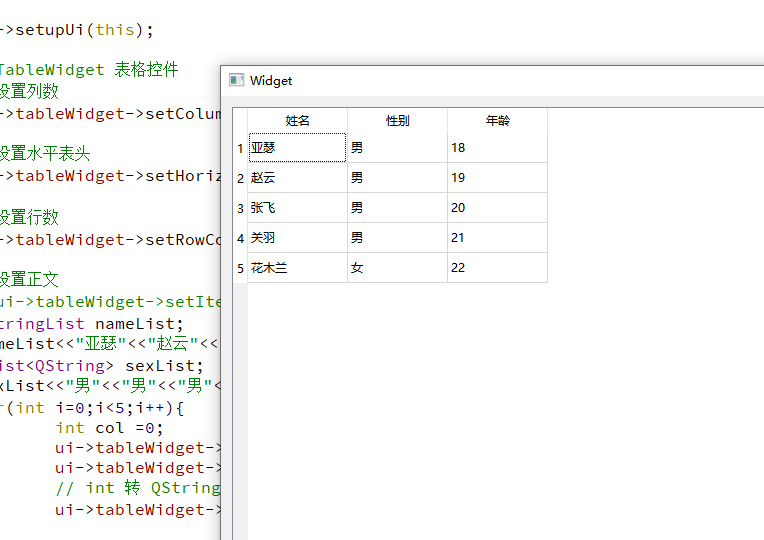 ->setupUi(this);
TableWidget 表格控件
设置列数
->tableWidget->setColum
设置水平表头
->tableWidget->setHoriz
设置行数
->tableWidget->setRowCo
设置正文
ui->tableWidget->setIte
tringList nameList;
meList<<"亚瑟"<<"赵云"<<
ist<QString> sexList;
xList<<"男"<<"男"<<"男"<
r(int i=0;i<5;i++){
int col =0;
ui->tableWidget->
ui->tableWidget->
// int 转 QString
ui->tableWidget->
Widget
姓名 性别 年龄
1 亚瑟 男 18
2 赵云 男 19
3 张飞 男 20
4 关羽 男 21
5 花木兰 女 22